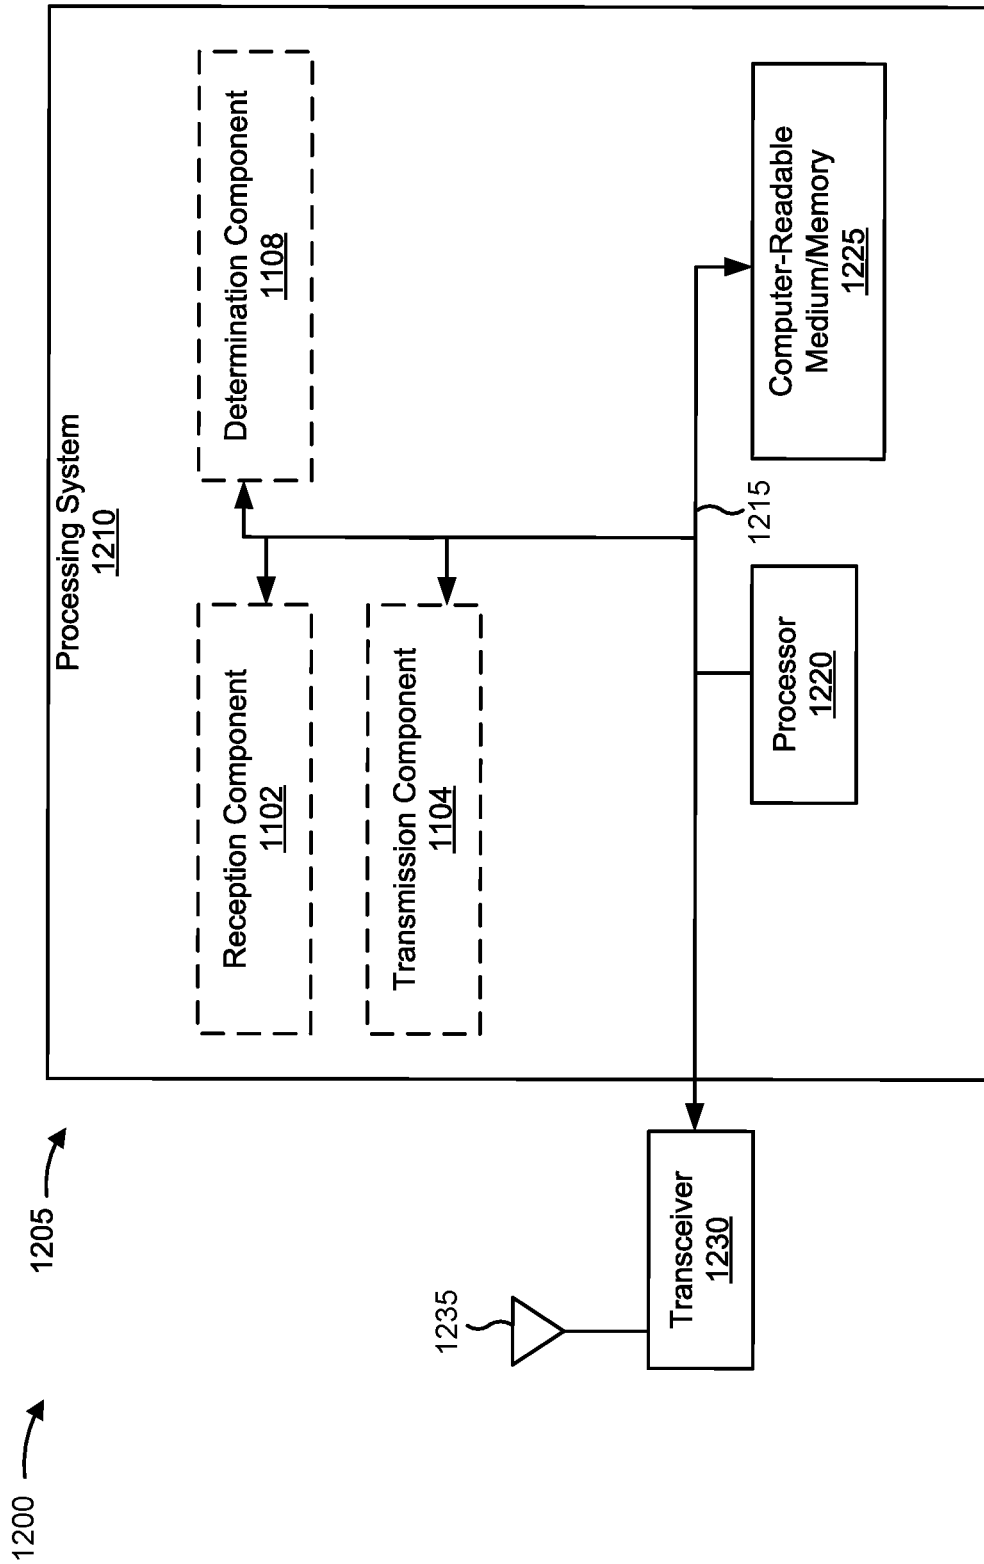 1200
1205
Processing System
1210
Reception Component
1102
Determination Component
1108
Transmission Component
1104
1235
Transceiver
1230
1215
Processor
1220
Computer-Readable
Medium/Memory
1225